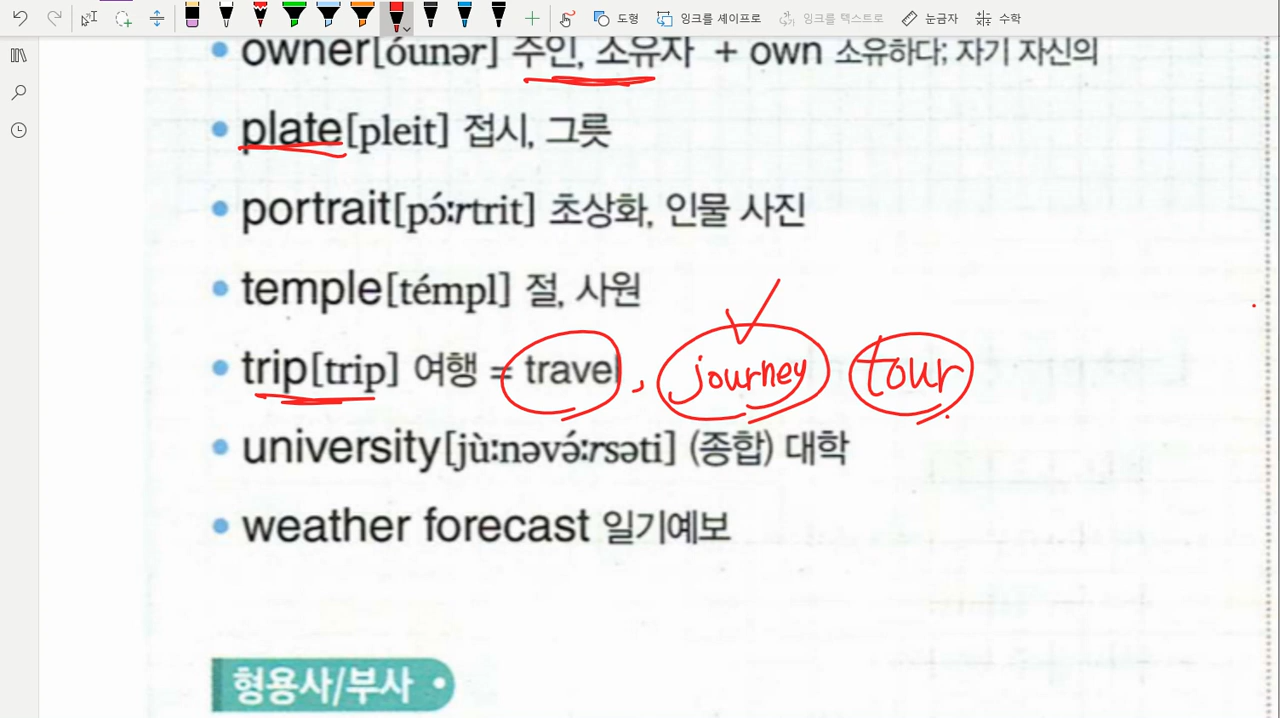 도형 잉크를 셰이프로 잉크를 텍스트로 눈금자 수학
owner[óunər] 주인, 소유자 + own 소유하다; 자기 자신의
plate[pleit] 접시, 그릇
portrait[pɔ́ːrtrit] 초상화, 인물 사진
temple[témpl] 절, 사원
trip[trip] 여행 = travel, journey tour
university[jùːnəvə́ːrsəti] (종합) 대학
weather forecast 일기예보
형용사/부사